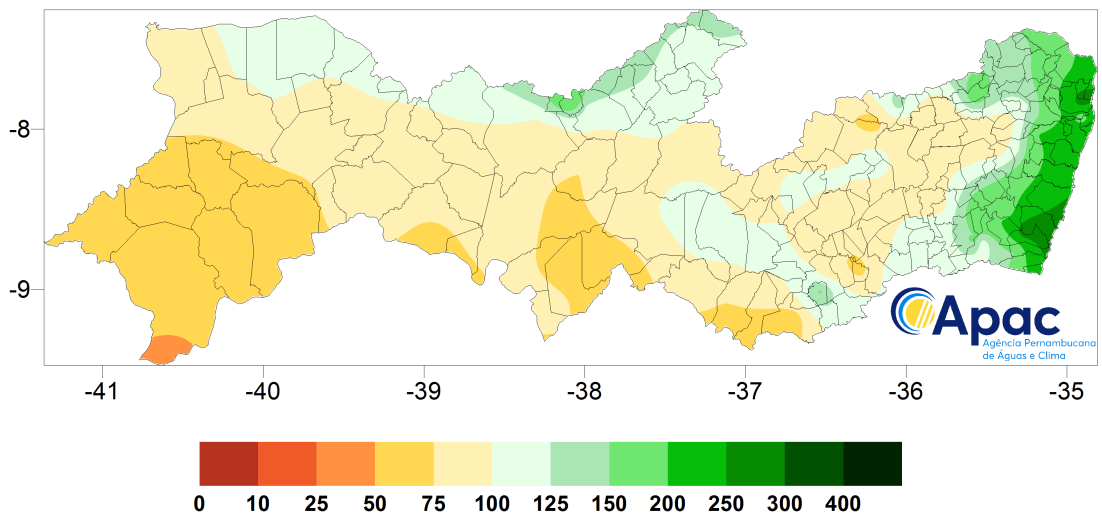 -8
-9
Apac
Agência Pernambucana
de Águas e Clima
-41 -40 -39 -38 -37 -36 -35
0 10 25 50 75 100 125 150 200 250 300 400